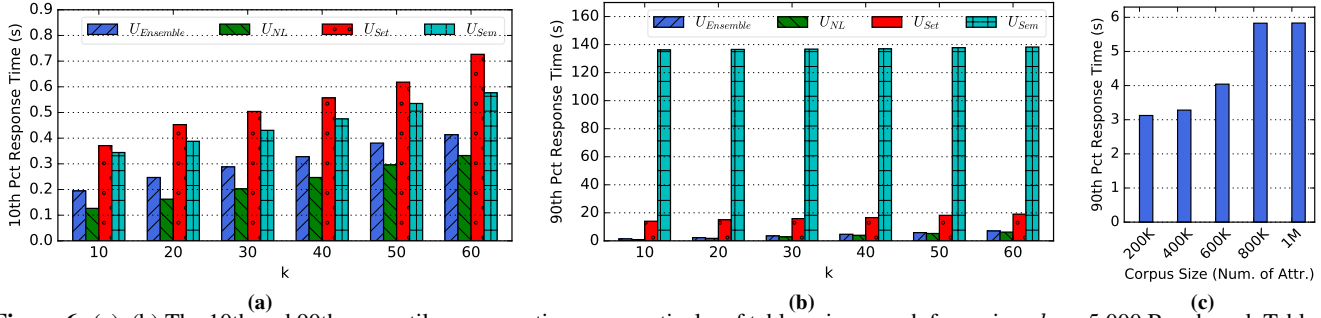 0.9
0.8
0.7
0.6
0.5
0.4
0.3
0.2
0.1
0.0
10th Pct Response Time (s)
U_Ensemble U_NL U_Set U_Sem
10 20 30 40 50 60
k
(a)
160
140
120
100
80
60
40
20
0
90th Pct Response Time (s)
U_Ensemble U_NL U_Set U_Sem
10 20 30 40 50 60
k
(b)
6
5
4
3
2
1
0
90th Pct Response Time (s)
200K 400K 600K 800K 1M
Corpus Size (Num. of Attr.)
(c)